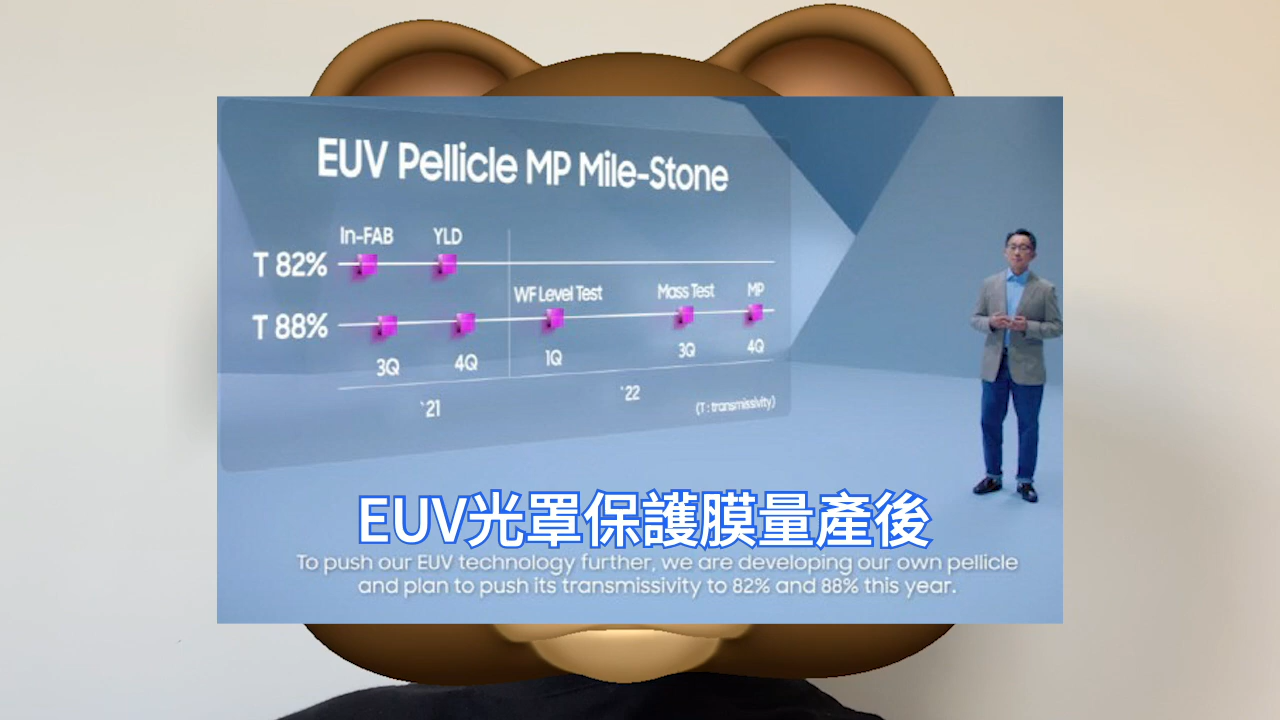 EUV Pellicle MP Mile-Stone
In-FAB YLD
T 82%
WF Level Test Mass Test MP
T 88%
3Q 4Q 1Q 3Q 4Q
`21 `22
(T : transmissivity)
EUV光罩保護膜量產後
To push our EUV technology further, we are developing our own pellicle
and plan to push its transmissivity to 82% and 88% this year.